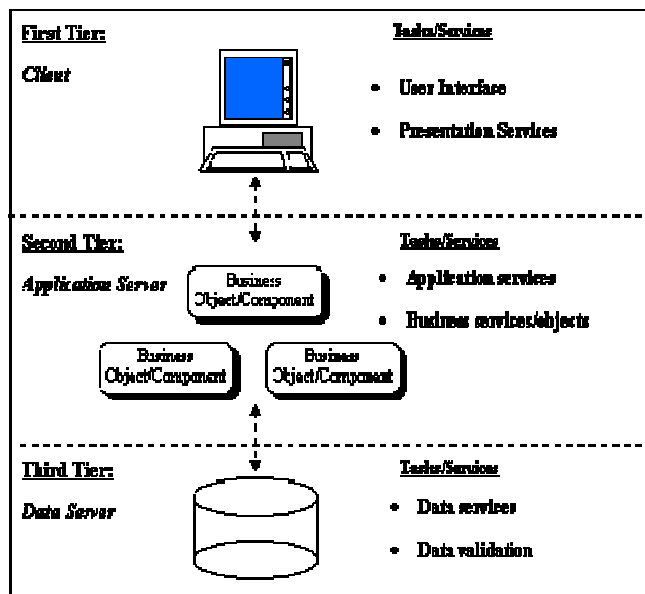 First Tier:
Client
Tasks/Services
• User Interface
• Presentation Services
Second Tier:
Application Server
Business
Object/Component
Business
Object/Component
Business
Object/Component
Tasks/Services
• Application services
• Business services/objects
Third Tier:
Data Server
Tasks/Services
• Data services
• Data validation